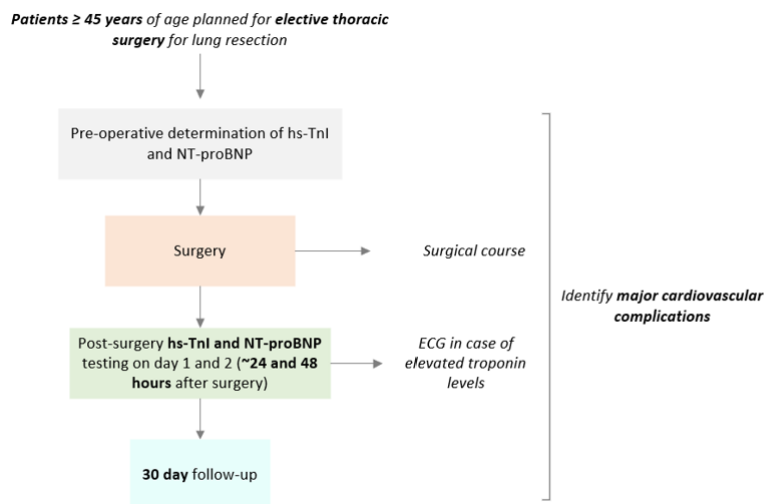 Patients ≥ 45 years of age planned for elective thoracic
surgery for lung resection
Pre-operative determination of hs-TnI
and NT-proBNP
Surgery
Surgical course
Identify major cardiovascular
complications
Post-surgery hs-TnI and NT-proBNP
testing on day 1 and 2 (~24 and 48
hours after surgery)
ECG in case of
elevated troponin
levels
30 day follow-up